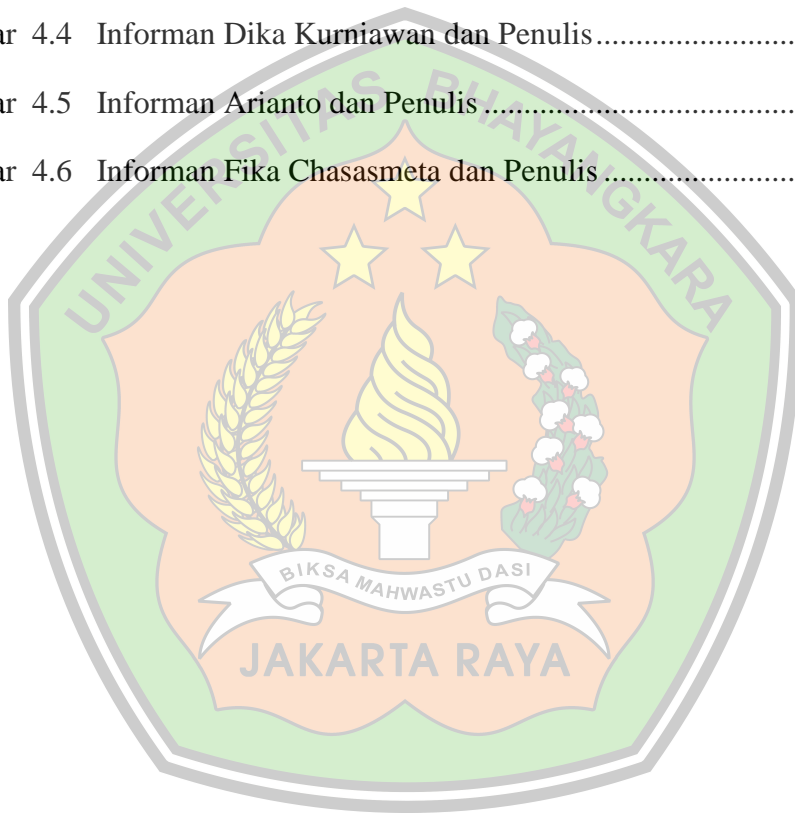 ar 4.4 Informan Dika Kurniawan dan Penulis........................
ar 4.5 Informan Arianto dan Penulis.......................................
ar 4.6 Informan Fika Chasasmeta dan Penulis.......................
UNIVERSITAS BHAYANGKARA
BIKSA MAHWASTU DASI
JAKARTA RAYA